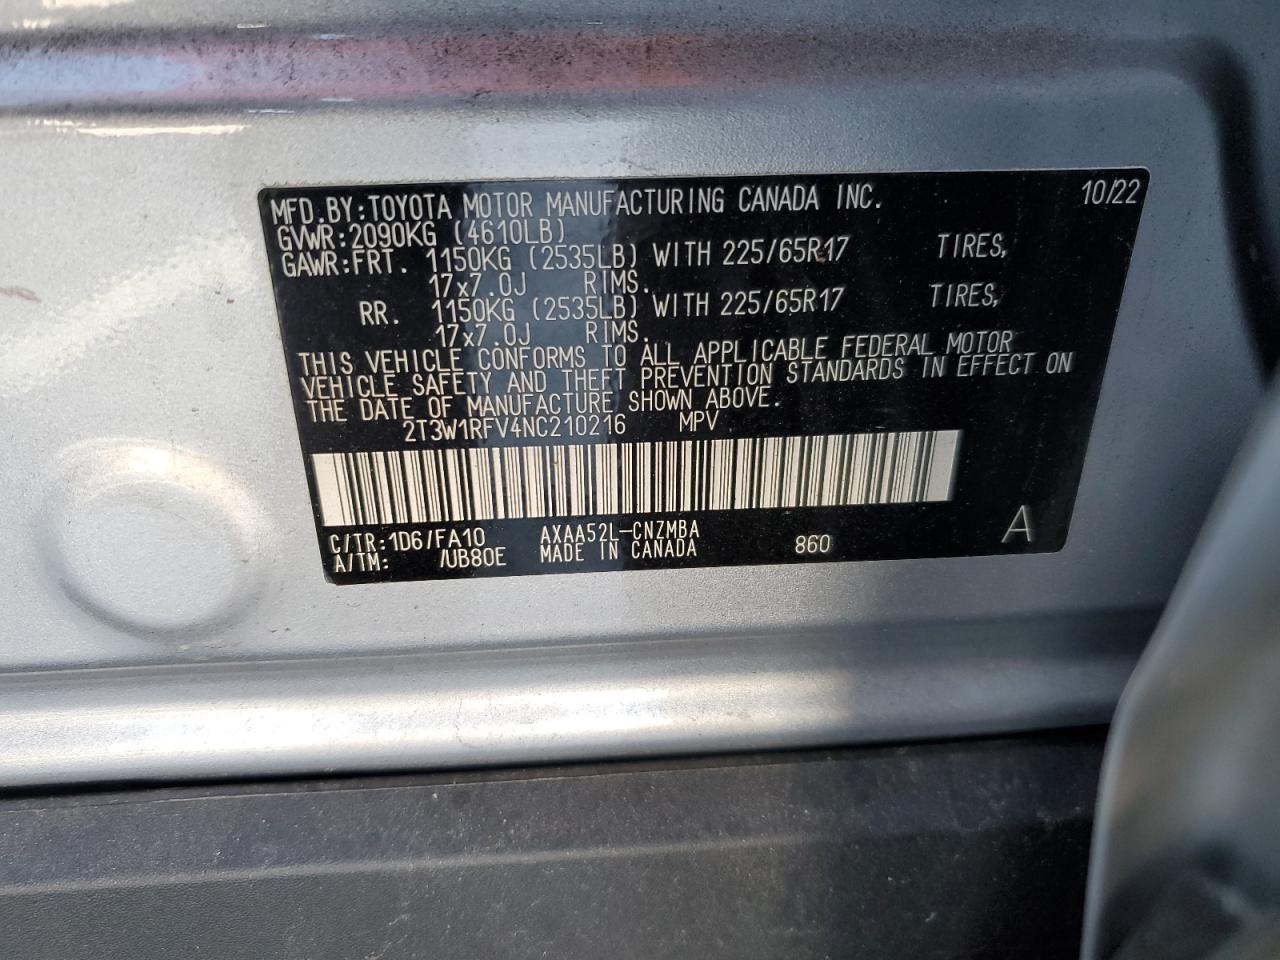 MFD.BY:TOYOTA MOTOR MANUFACTURING CANADA INC. 10/22
GVWR:2090KG (4610LB)
GAWR:FRT. 1150KG (2535LB) WITH 225/65R17 TIRES,
17x7.0J RIMS.
RR. 1150KG (2535LB) WITH 225/65R17 TIRES,
17x7.0J RIMS.
THIS VEHICLE CONFORMS TO ALL APPLICABLE FEDERAL MOTOR
VEHICLE SAFETY AND THEFT PREVENTION STANDARDS IN EFFECT ON
THE DATE OF MANUFACTURE SHOWN ABOVE.
2T3W1RFV4NC210216 MPV
C/TR:1D6/FA10 AXAA52L-CNZMBA
A/TM: /UB80E MADE IN CANADA 860 A